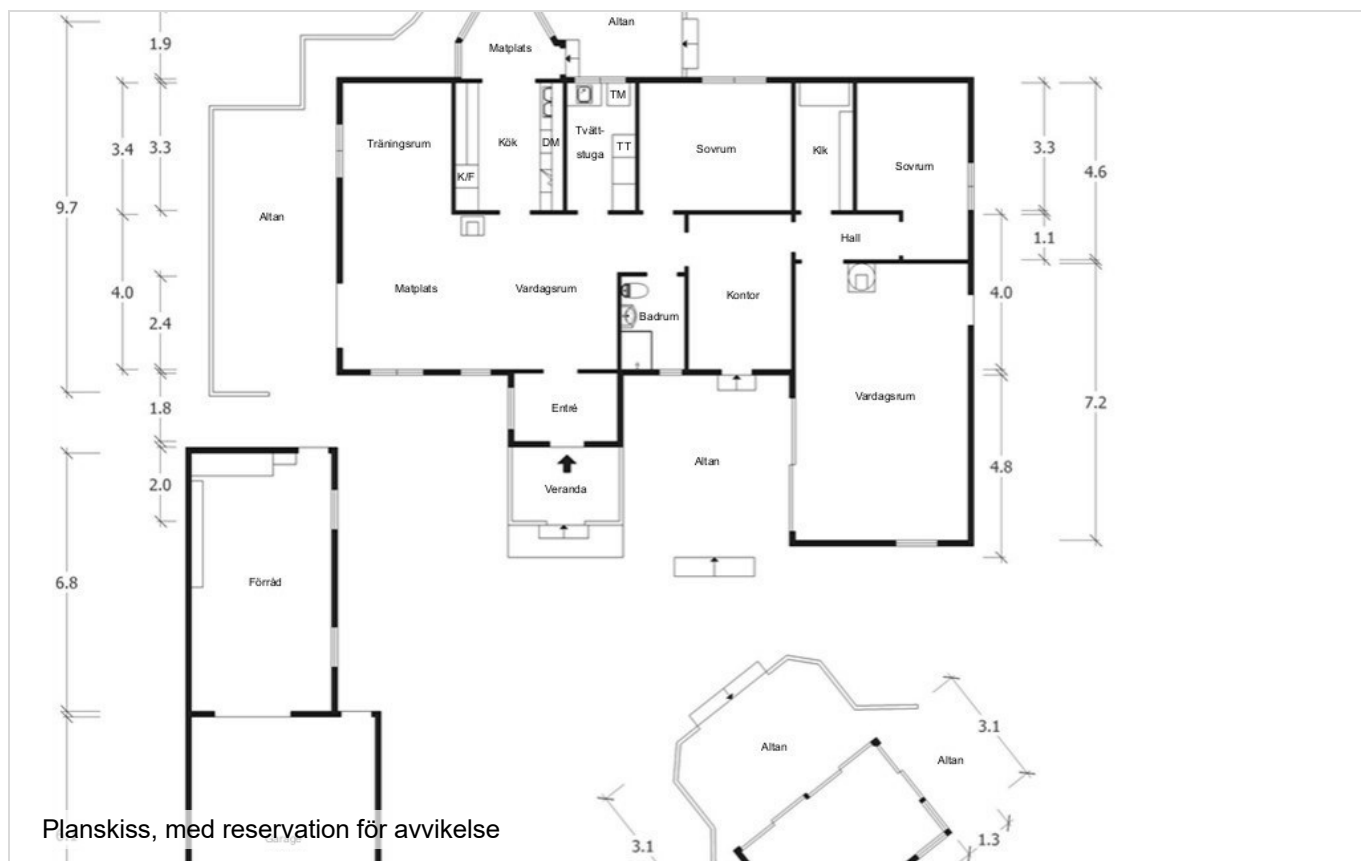 Altan
1.9
Matplats
TM
3.4
3.3
Träningsrum
Kök
DM
Tvätt-
stuga
TT
Sovrum
Klk
Sovrum
3.3
4.6
K/F
9.7
Altan
Hall
1.1
4.0
2.4
Matplats
Vardagsrum
Badrum
Kontor
4.0
1.8
Entré
Vardagsrum
7.2
2.0
Veranda
Altan
4.8
6.8
Förråd
3.1
Altan
Altan
Planskiss, med reservation för avvikelse
Garage
3.1
1.3